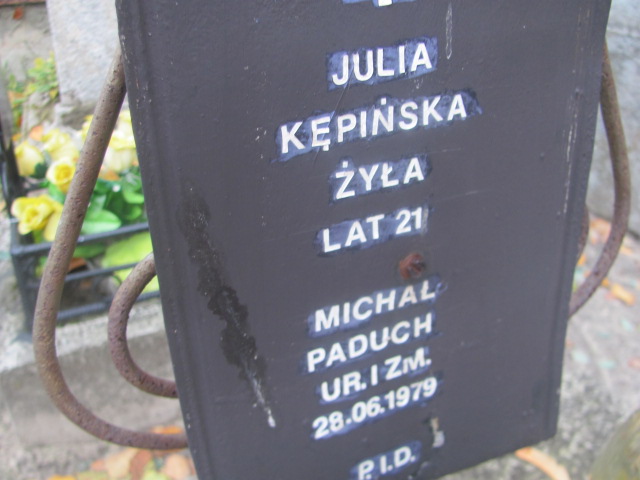 JULIA
KĘPIŃSKA
ŻYŁA
LAT 21
MICHAŁ
PADUCH
UR. I ZM.
28.06.1979
P.I.D.